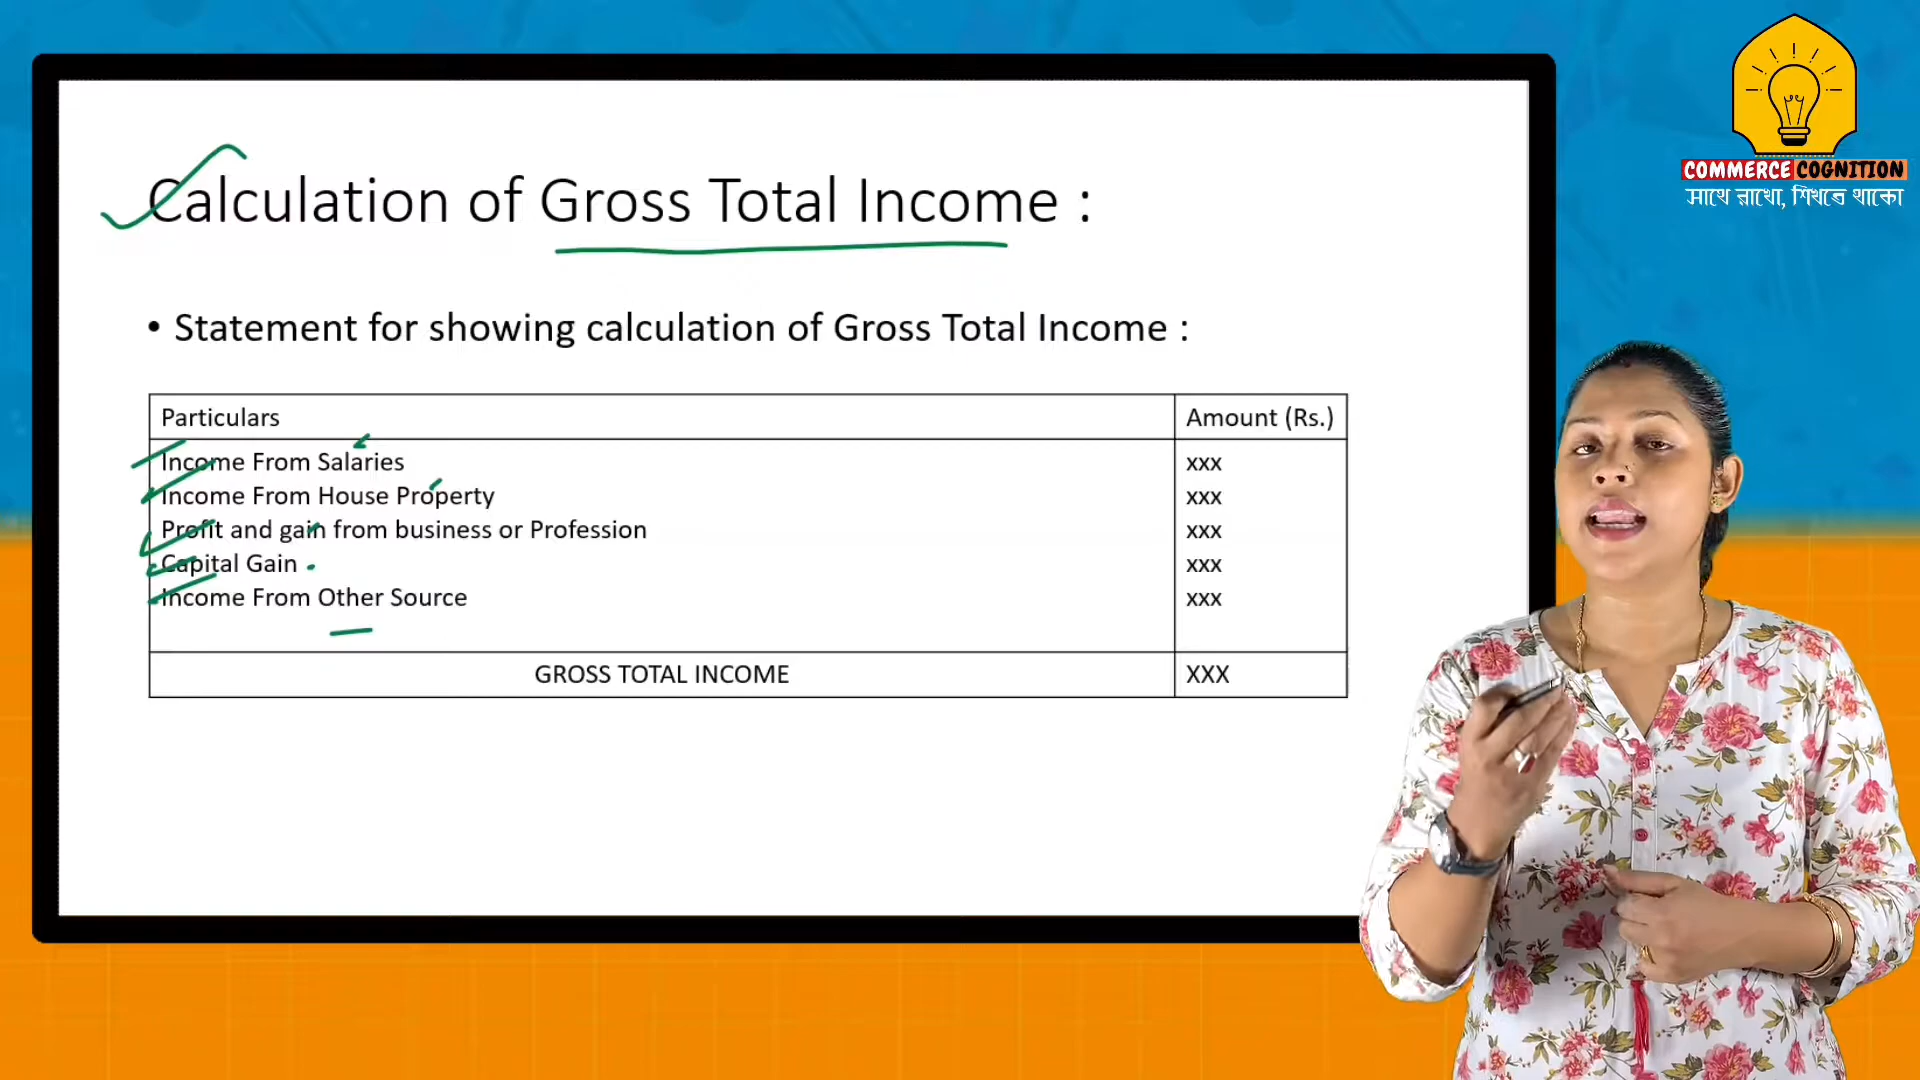 Calculation of Gross Total Income :
• Statement for showing calculation of Gross Total Income :
Particulars Amount (Rs.)
Income From Salaries xxx
Income From House Property xxx
Profit and gain from business or Profession xxx
Capital Gain xxx
Income From Other Source xxx
GROSS TOTAL INCOME XXX
COMMERCE COGNITION
সাথে রাখো, শিখতে থাকো